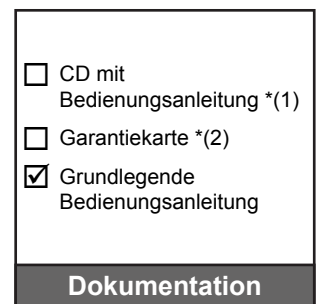 CD mit
Bedienungsanleitung *(1)
Garantiekarte *(2)
Grundlegende
Bedienungsanleitung
Dokumentation